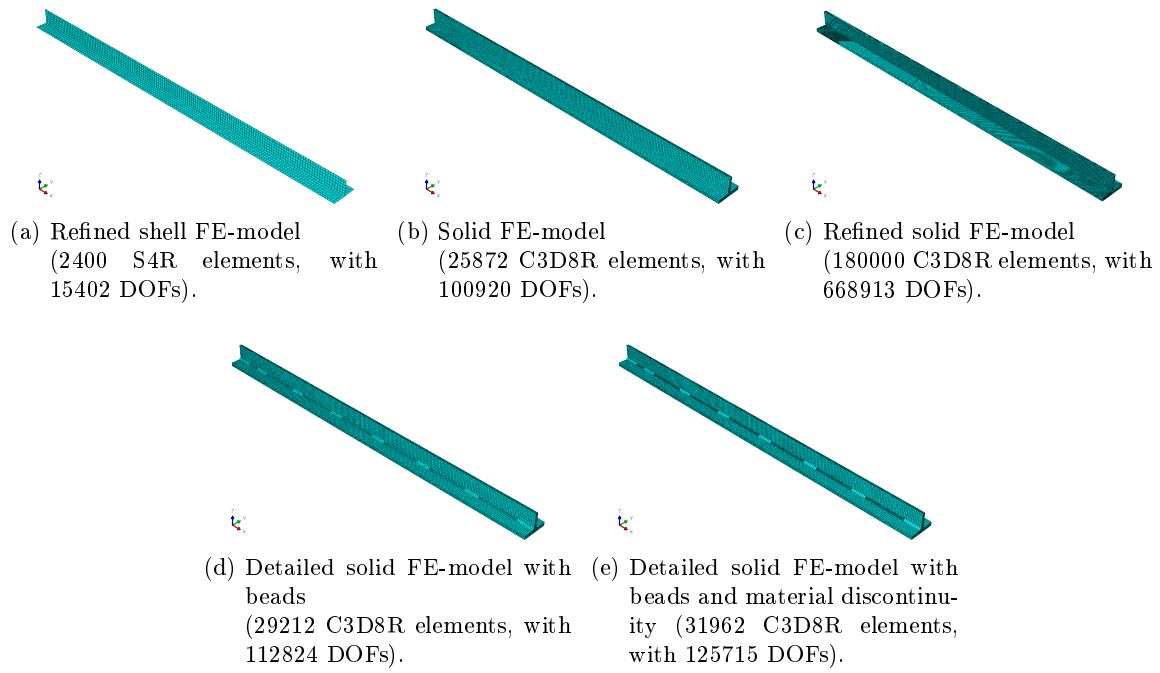 (a) Refined shell FE-model
(2400 S4R elements, with
15402 DOFs).
(b) Solid FE-model
(25872 C3D8R elements, with
100920 DOFs).
(c) Refined solid FE-model
(180000 C3D8R elements, with
668913 DOFs).
(d) Detailed solid FE-model with
beads
(29212 C3D8R elements, with
112824 DOFs).
(e) Detailed solid FE-model with
beads and material discontinu-
ity (31962 C3D8R elements,
with 125715 DOFs).